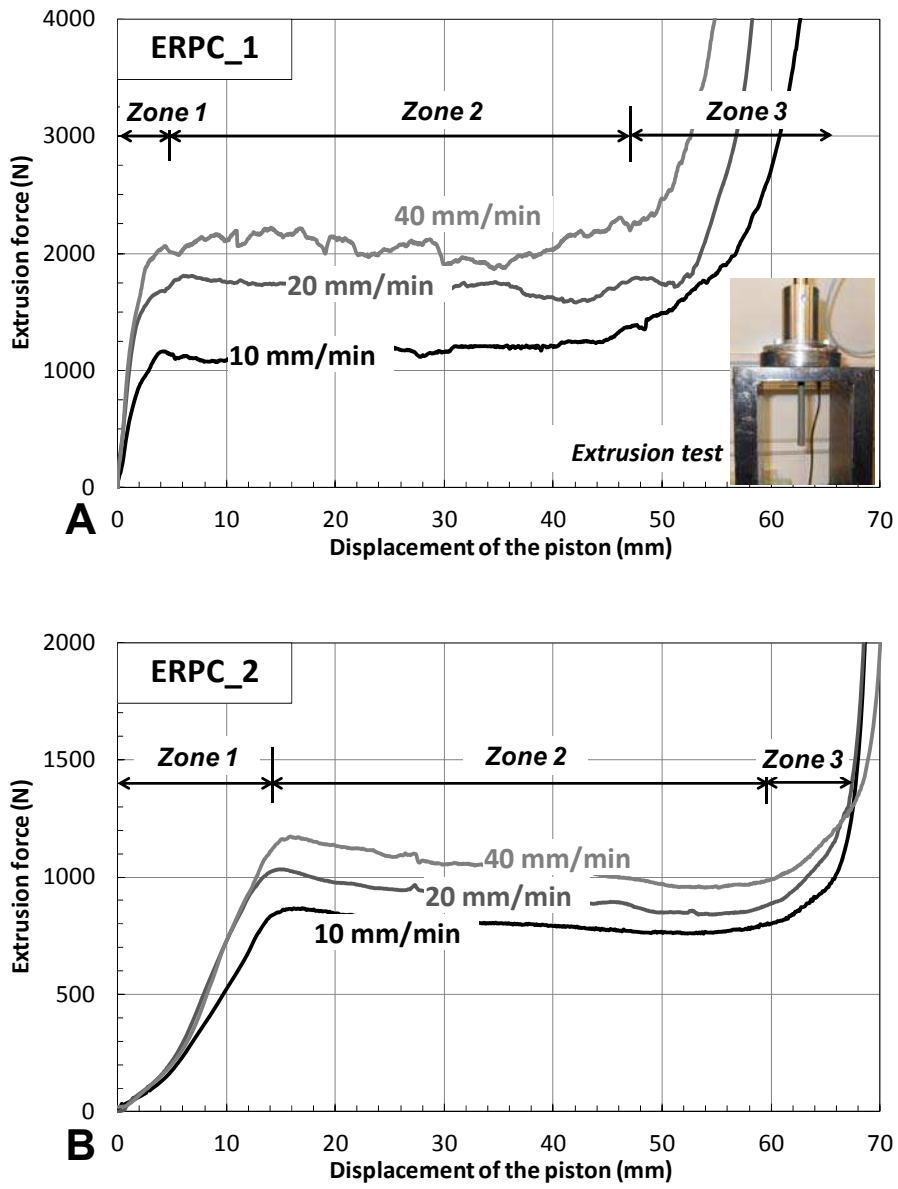 ERPC_1
4000
3000
2000
1000
0
Extrusion force (N)
Zone 1
Zone 2
Zone 3
40 mm/min
20 mm/min
10 mm/min
Extrusion test
A
0 10 20 30 40 50 60 70
Displacement of the piston (mm)
ERPC_2
2000
1500
1000
500
0
Extrusion force (N)
Zone 1
Zone 2
Zone 3
40 mm/min
20 mm/min
10 mm/min
B
0 10 20 30 40 50 60 70
Displacement of the piston (mm)